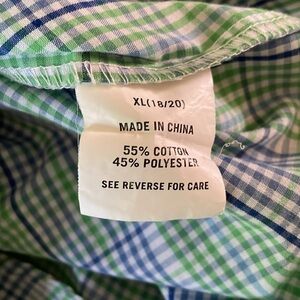 XL(18/20)
MADE IN CHINA
55% COTTON
45% POLYESTER
SEE REVERSE FOR CARE